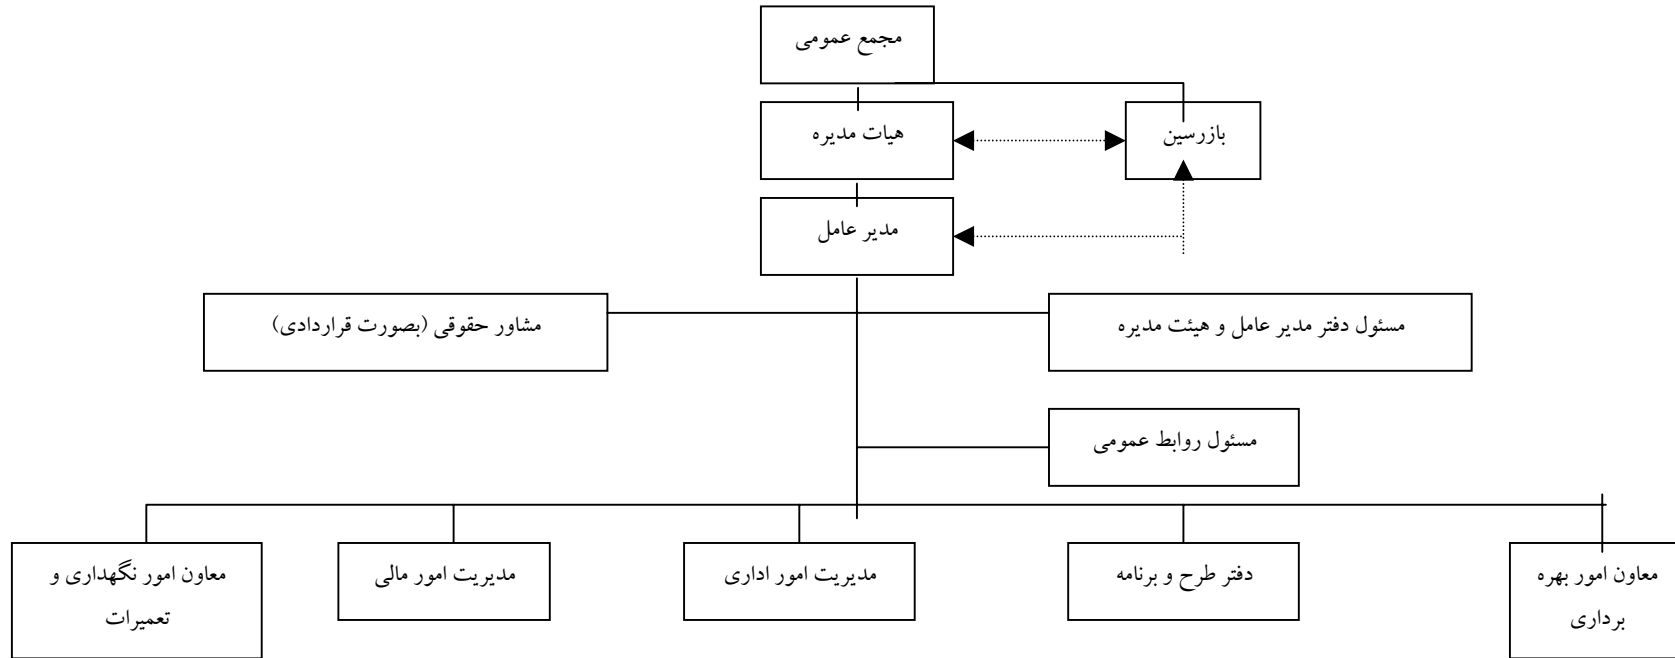 مجمع عمومی
هیات مدیره
بازرسین
مدیر عامل
مسئول دفتر مدیر عامل و هیئت مدیره
مشاور حقوقی (بصورت قراردادی)
مسئول روابط عمومی
معاون امور بهره
برداری
دفتر طرح و برنامه
مدیریت امور اداری
مدیریت امور مالی
معاون امور نگهداری و
تعمیرات